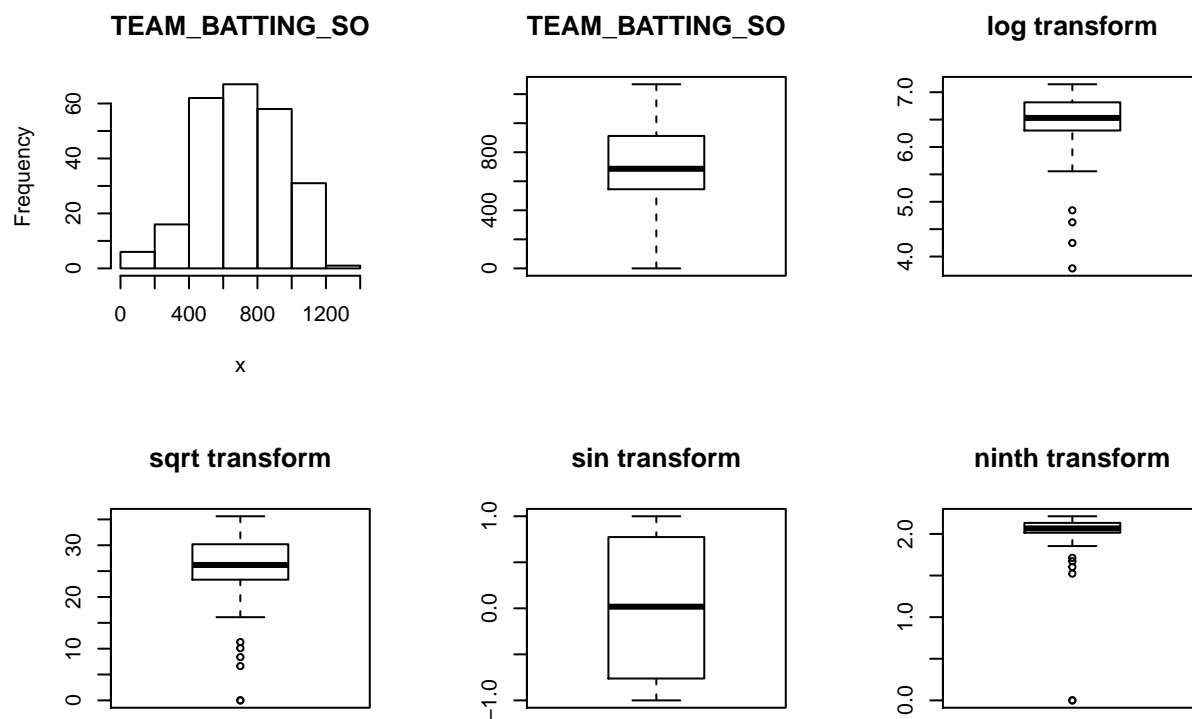 TEAM_BATTING_SO
Frequency
60
40
20
0
0 400 800 1200
x
TEAM_BATTING_SO
800
400
0
log transform
7.0
6.0
5.0
4.0
sqrt transform
30
20
10
0
sin transform
1.0
0.0
−1.0
ninth transform
2.0
1.0
0.0